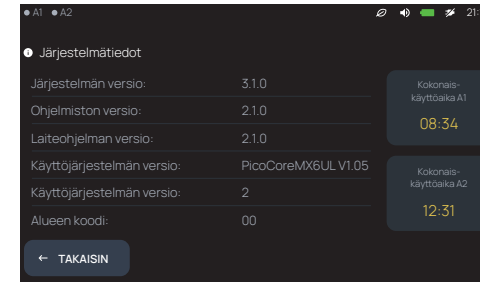 A1 A2 21:
Järjestelmätiedot
Järjestelmän versio: 3.1.0
Ohjelmiston versio: 2.1.0
Laiteohjelman versio: 2.1.0
Käyttöjärjestelmän versio: PicoCoreMX6UL V1.05
Käyttöjärjestelmän versio: 2
Alueen koodi: 00
Kokonais-
käyttöaika A1
08:34
Kokonais-
käyttöaika A2
12:31
← TAKAISIN